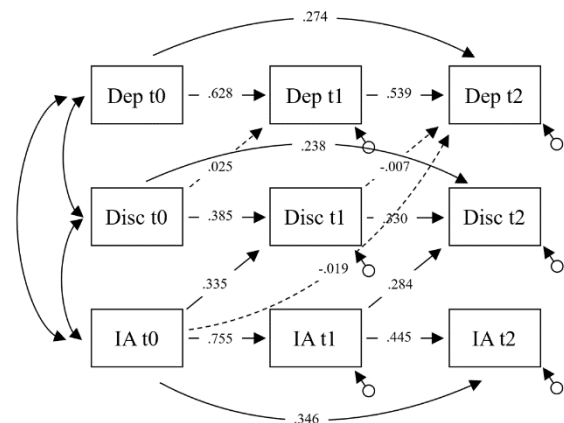 .274
Dep t0
.628
Dep t1
.539
Dep t2
.025
.238
-.007
Disc t0
.385
Disc t1
.330
Disc t2
.335
-.019
.284
IA t0
.755
IA t1
.445
IA t2
.346